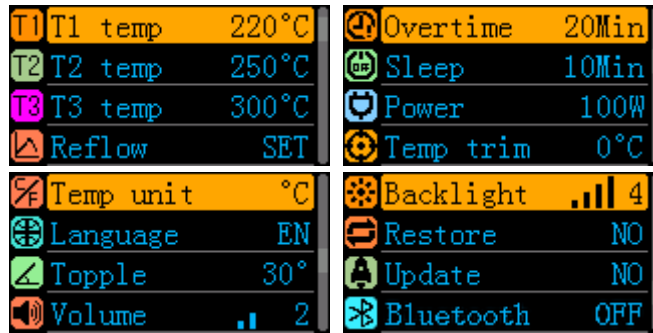 T1 T1 temp 220°C
T2 T2 temp 250°C
T3 T3 temp 300°C
Reflow SET
Overtime 20Min
OFF Sleep 10Min
Power 100W
Temp trim 0°C
C/F Temp unit °C
Language EN
Topple 30°
Volume 2
Backlight 4
Restore NO
A Update NO
Bluetooth OFF